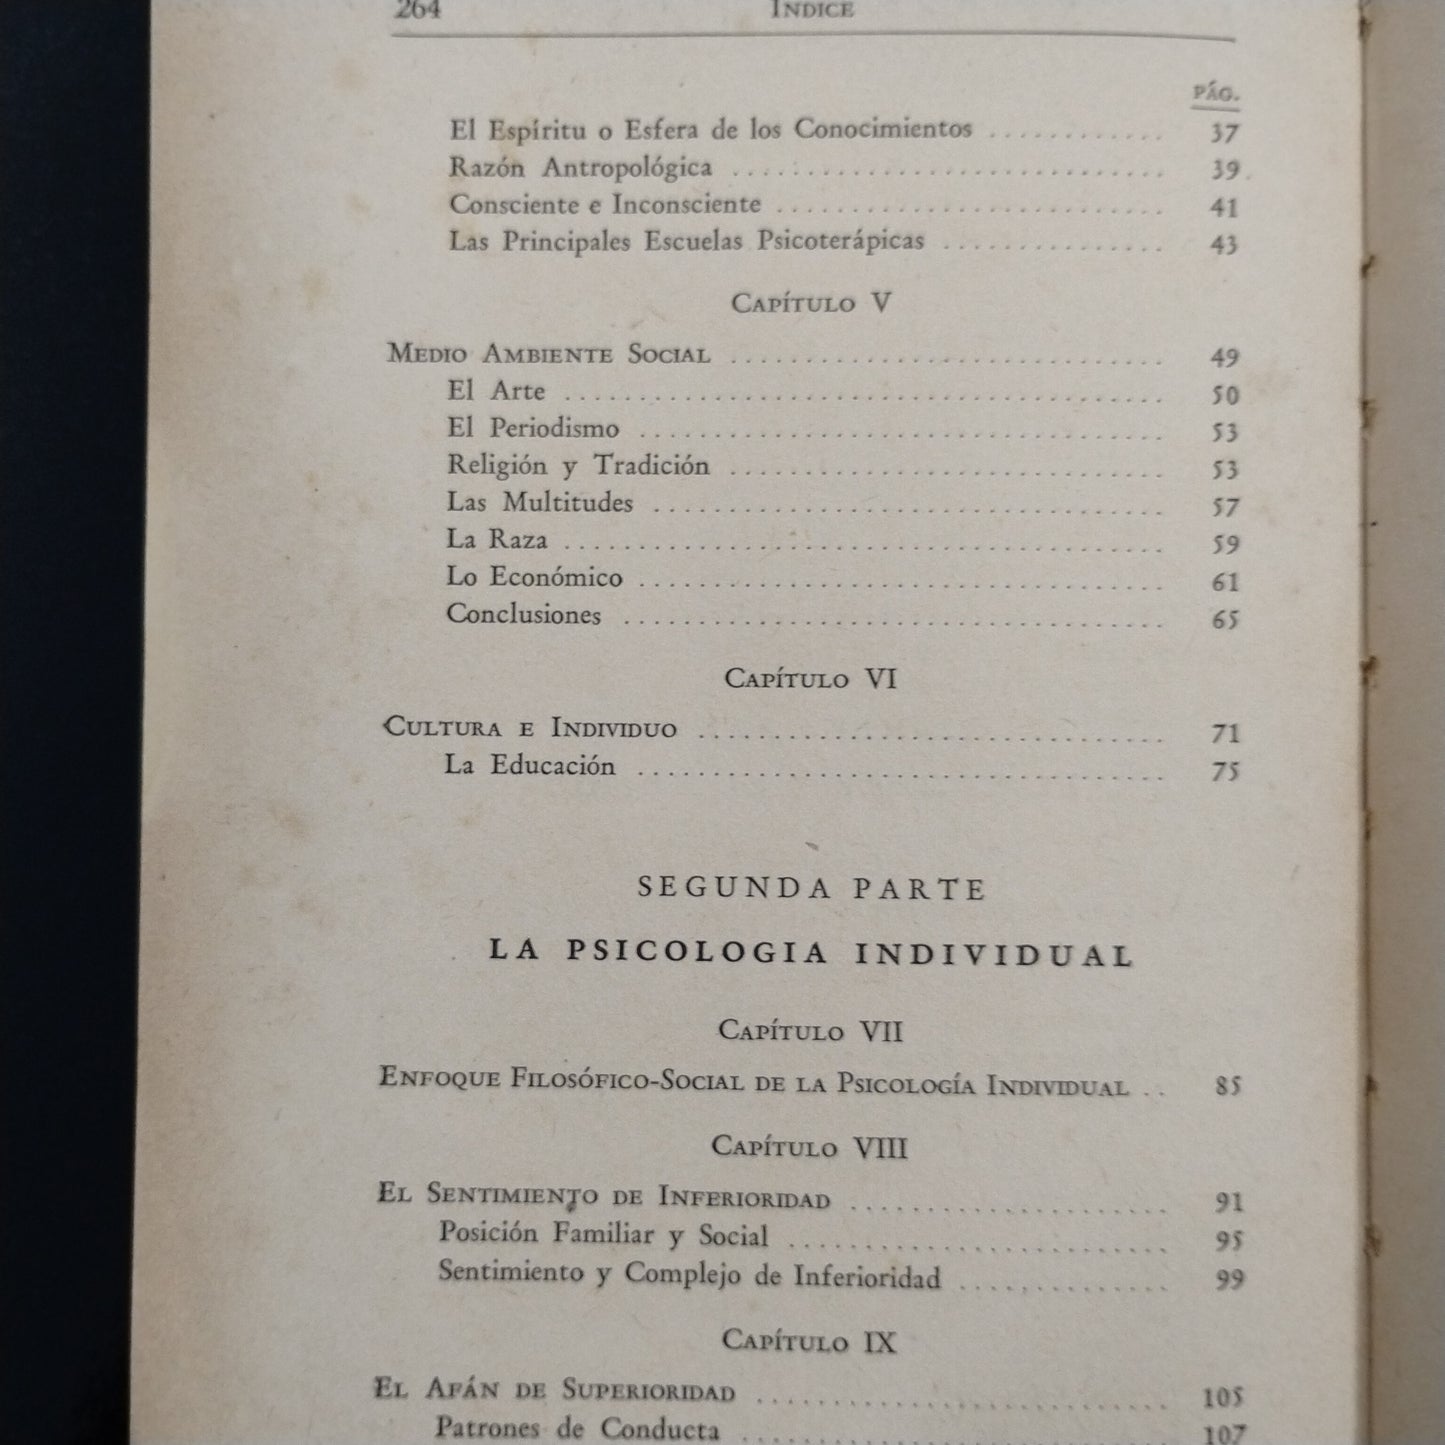 264 INDICE
PÁG.
El Espíritu o Esfera de los Conocimientos ............ 37
Razón Antropológica ............................. 39
Consciente e Inconsciente .......................... 41
Las Principales Escuelas Psicoterápicas ............... 43
CAPÍTULO V
MEDIO AMBIENTE SOCIAL ............................. 49
El Arte ........................................ 50
El Periodismo ................................... 53
Religión y Tradición ............................. 53
Las Multitudes .................................. 57
La Raza ........................................ 59
Lo Económico ................................... 61
Conclusiones .................................... 65
CAPÍTULO VI
CULTURA E INDIVIDUO ............................... 71
La Educación ................................... 75
SEGUNDA PARTE
LA PSICOLOGIA INDIVIDUAL
CAPÍTULO VII
ENFOQUE FILOSÓFICO-SOCIAL DE LA PSICOLOGÍA INDIVIDUAL .. 85
CAPÍTULO VIII
EL SENTIMIENTO DE INFERIORIDAD ..................... 91
Posición Familiar y Social ......................... 95
Sentimiento y Complejo de Inferioridad .............. 99
CAPÍTULO IX
EL AFÁN DE SUPERIORIDAD ........................... 105
Patrones de Conducta ............................ 107